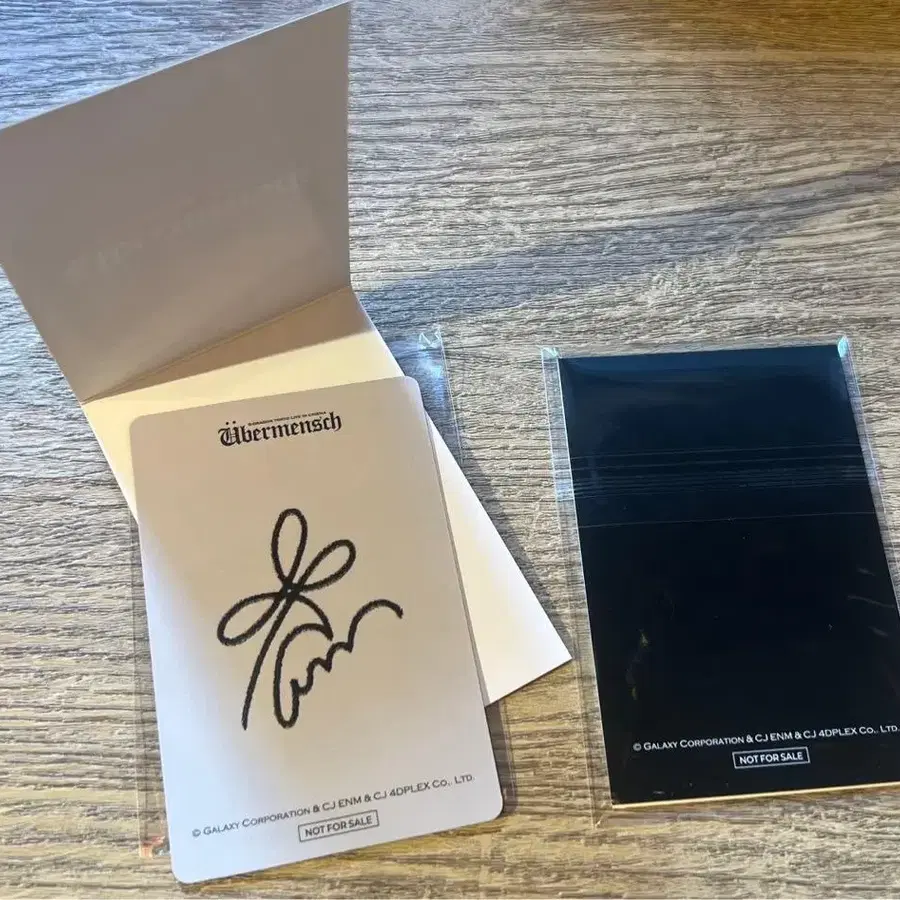 Übermensch
© GALAXY CORPORATION & CJ ENM & CJ 4DPLEX CO., LTD.
NOT FOR SALE
© GALAXY CORPORATION & CJ ENM & CJ 4DPLEX CO., LTD.
NOT FOR SALE